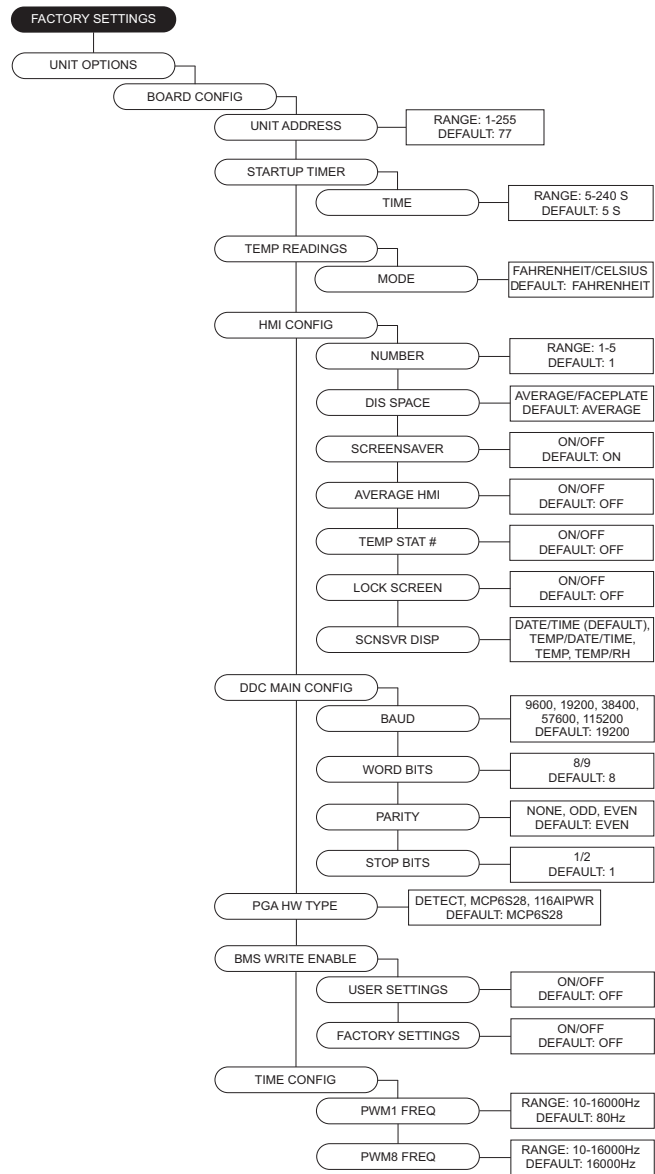 FACTORY SETTINGS
UNIT OPTIONS
BOARD CONFIG
UNIT ADDRESS
RANGE: 1-255
DEFAULT: 77
STARTUP TIMER
TIME
RANGE: 5-240 S
DEFAULT: 5 S
TEMP READINGS
MODE
FAHRENHEIT/CELSIUS
DEFAULT: FAHRENHEIT
HMI CONFIG
NUMBER
RANGE: 1-5
DEFAULT: 1
DIS SPACE
AVERAGE/FACEPLATE
DEFAULT: AVERAGE
SCREENSAVER
ON/OFF
DEFAULT: ON
AVERAGE HMI
ON/OFF
DEFAULT: OFF
TEMP STAT #
ON/OFF
DEFAULT: OFF
LOCK SCREEN
ON/OFF
DEFAULT: OFF
SCNSVR DISP
DATE/TIME (DEFAULT),
TEMP/DATE/TIME,
TEMP, TEMP/RH
DDC MAIN CONFIG
BAUD
9600, 19200, 38400,
57600, 115200
DEFAULT: 19200
WORD BITS
8/9
DEFAULT: 8
PARITY
NONE, ODD, EVEN
DEFAULT: EVEN
STOP BITS
1/2
DEFAULT: 1
PGA HW TYPE
DETECT, MCP6S28, 116AIPWR
DEFAULT: MCP6S28
BMS WRITE ENABLE
USER SETTINGS
ON/OFF
DEFAULT: OFF
FACTORY SETTINGS
ON/OFF
DEFAULT: OFF
TIME CONFIG
PWM1 FREQ
RANGE: 10-16000Hz
DEFAULT: 80Hz
PWM8 FREQ
RANGE: 10-16000Hz
DEFAULT: 16000Hz